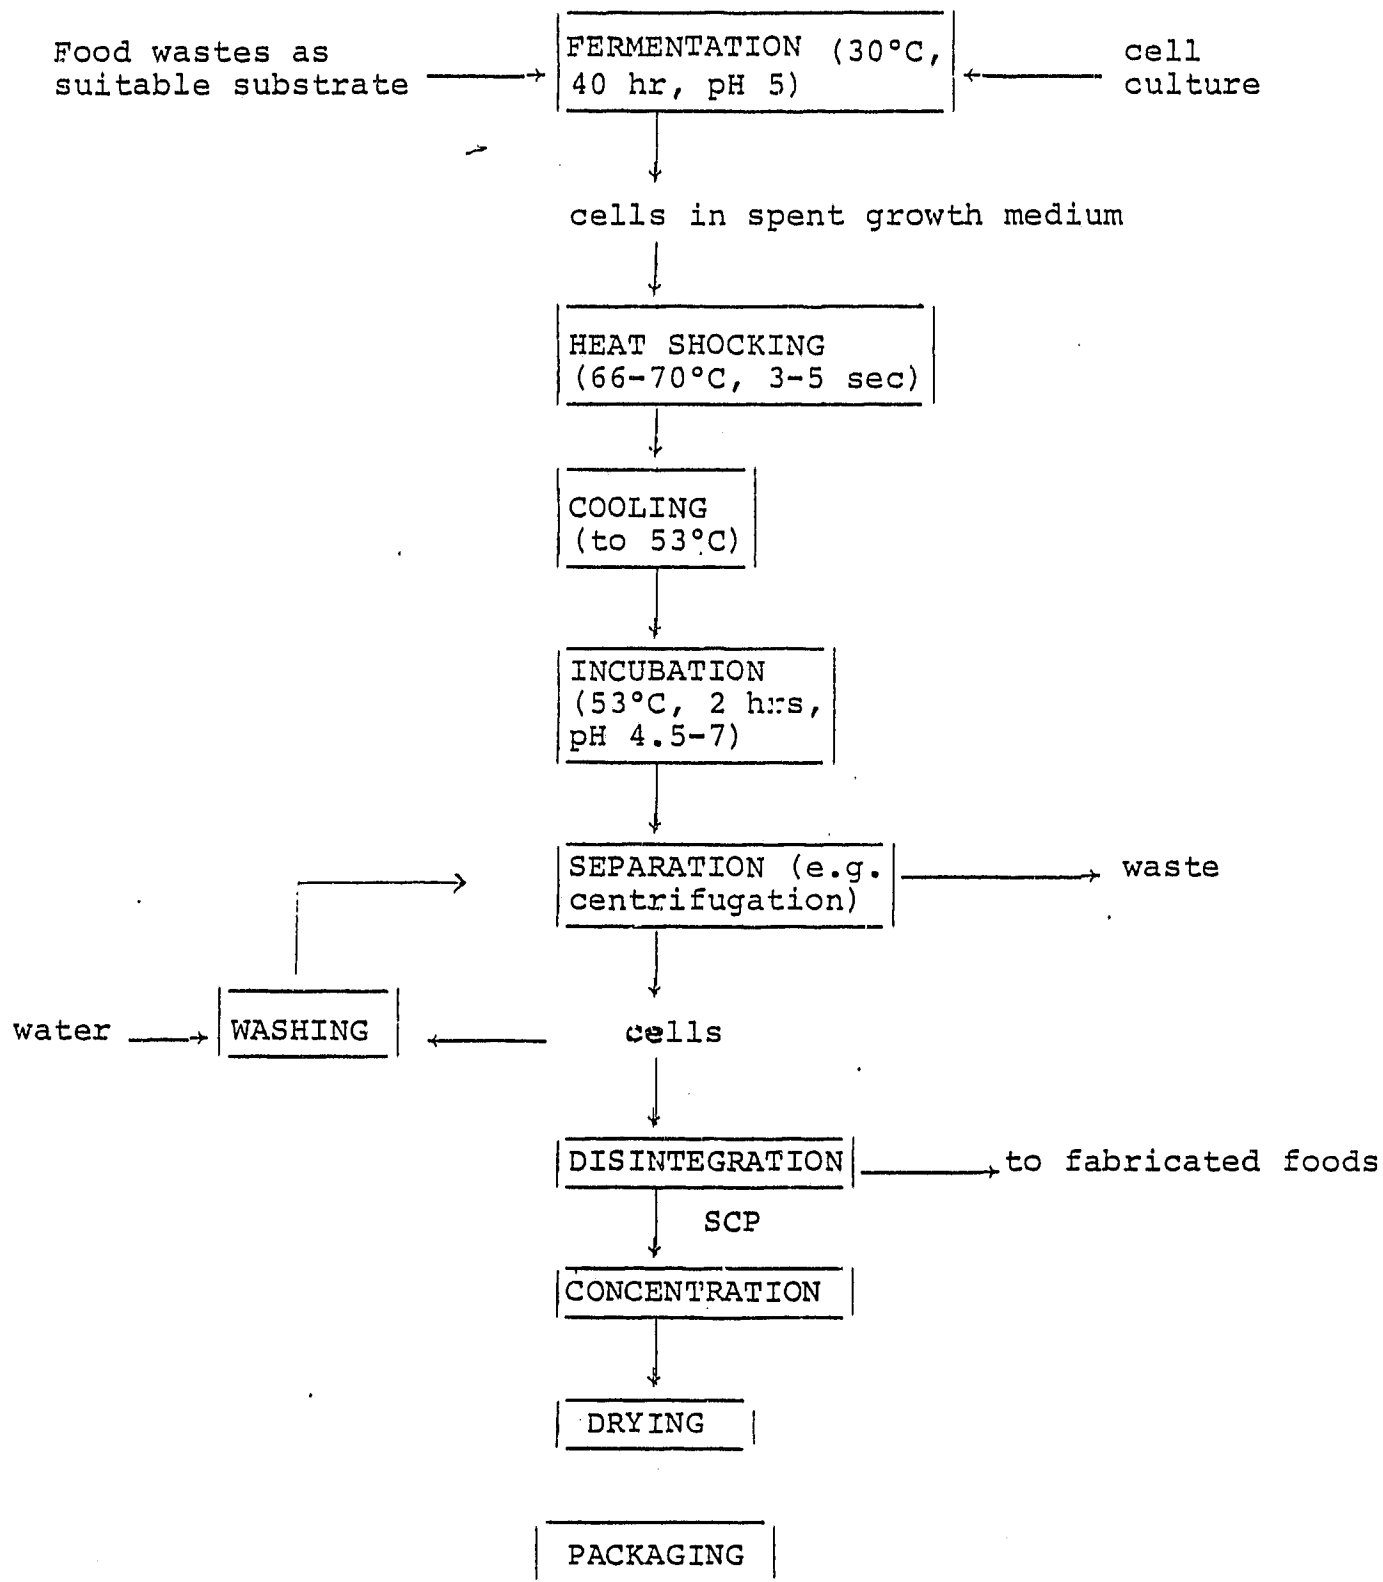 Food wastes as
suitable substrate
FERMENTATION (30°C,
40 hr, pH 5)
cell
culture
cells in spent growth medium
HEAT SHOCKING
(66-70°C, 3-5 sec)
COOLING
(to 53°C)
INCUBATION
(53°C, 2 hrs,
pH 4.5-7)
SEPARATION (e.g.
centrifugation)
waste
water
WASHING
cells
DISINTEGRATION
to fabricated foods
SCP
CONCENTRATION
DRYING
PACKAGING